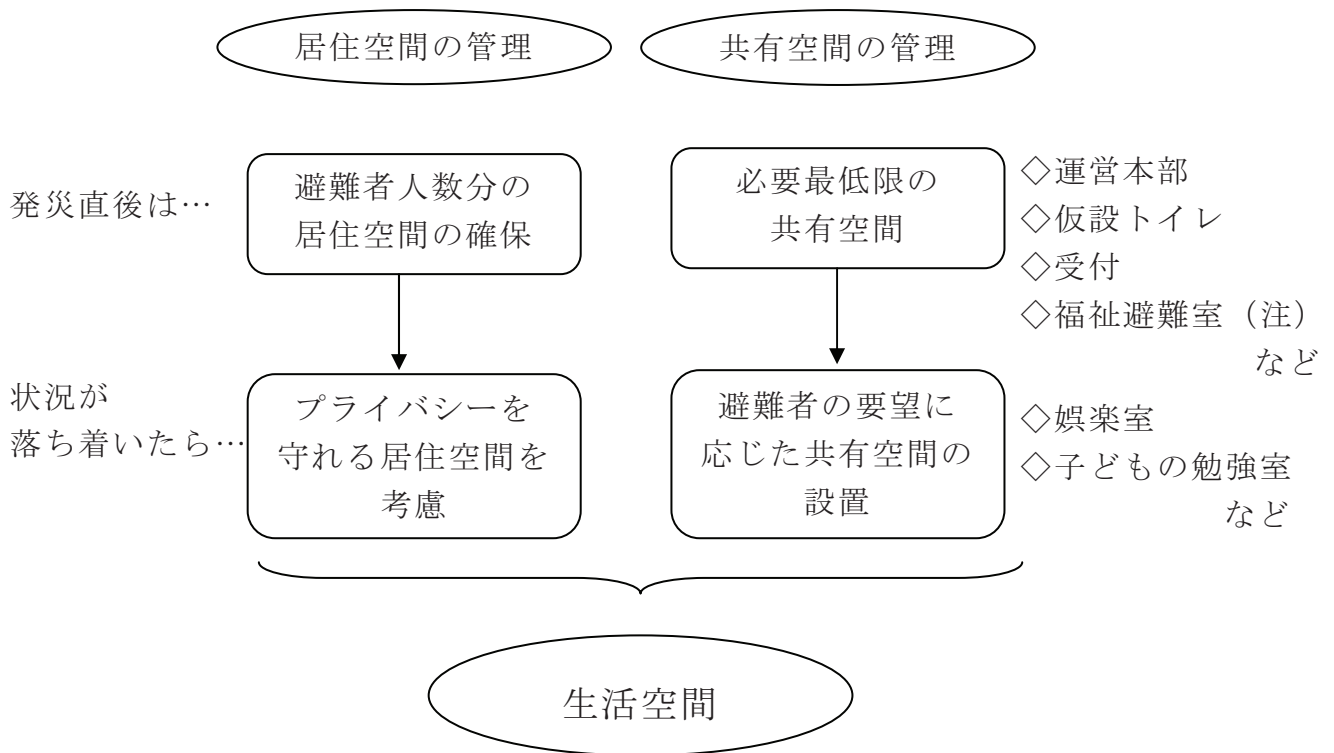 居住空間の管理
共有空間の管理
発災直後は…
避難者人数分の
居住空間の確保
必要最低限の
共有空間
◇運営本部
◇仮設トイレ
◇受付
◇福祉避難室（注）
など
状況が
落ち着いたら…
プライバシーを
守れる居住空間を
考慮
避難者の要望に
応じた共有空間の
設置
◇娯楽室
◇子どもの勉強室
など
生活空間